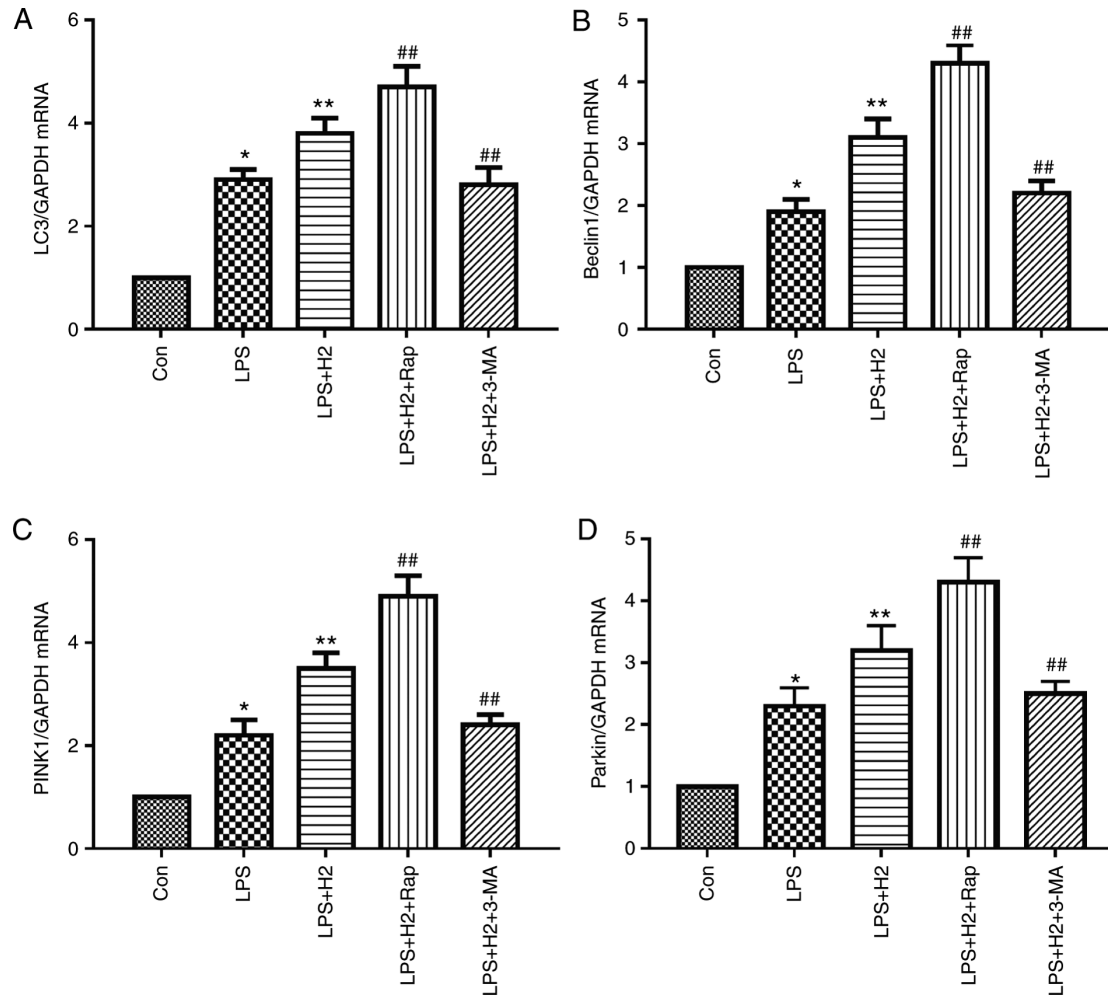 A
LC3/GAPDH mRNA
6
4
2
0
*
**
##
##
Con
LPS
LPS+H2
LPS+H2+Rap
LPS+H2+3-MA
B
Beclin1/GAPDH mRNA
5
4
3
2
1
0
*
**
##
##
Con
LPS
LPS+H2
LPS+H2+Rap
LPS+H2+3-MA
C
PINK1/GAPDH mRNA
6
4
2
0
*
**
##
##
Con
LPS
LPS+H2
LPS+H2+Rap
LPS+H2+3-MA
D
Parkin/GAPDH mRNA
5
4
3
2
1
0
*
**
##
##
Con
LPS
LPS+H2
LPS+H2+Rap
LPS+H2+3-MA